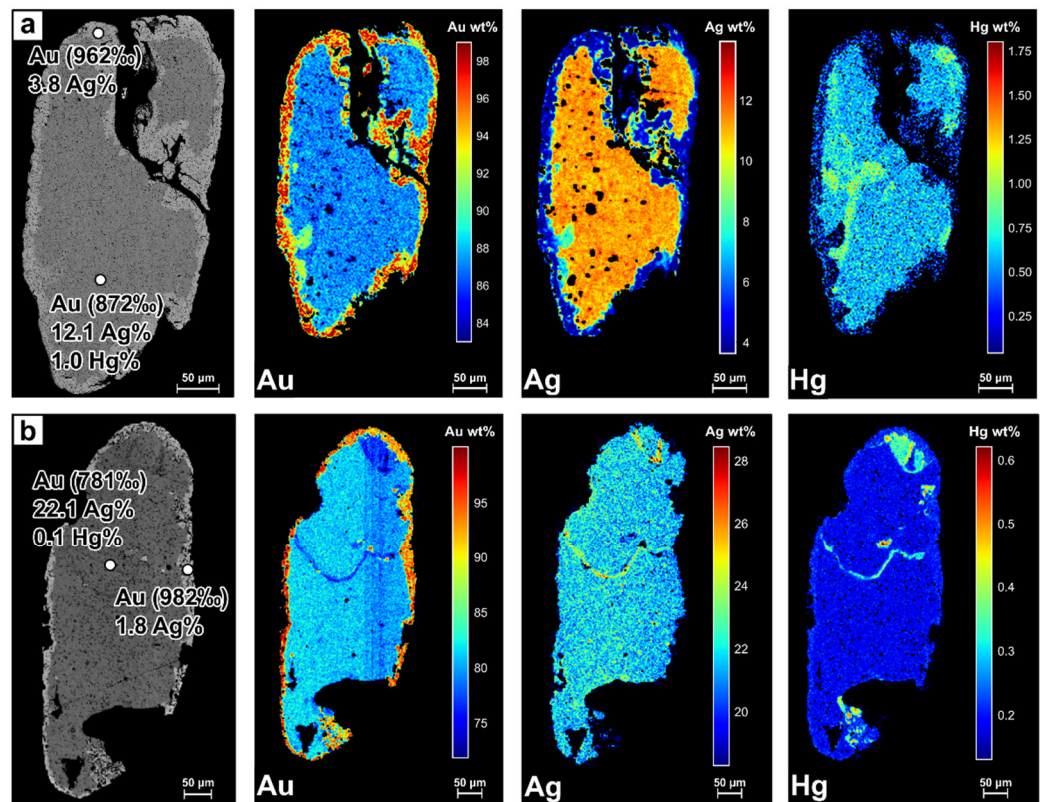 a
Au (962‰)
3.8 Ag%
Au (872‰)
12.1 Ag%
1.0 Hg%
50 µm
Au wt%
98
96
94
92
90
88
86
84
50 µm
Au
Ag wt%
12
10
8
6
4
50 µm
Ag
Hg wt%
1.75
1.50
1.25
1.00
0.75
0.50
0.25
50 µm
Hg
b
Au (781‰)
22.1 Ag%
0.1 Hg%
Au (982‰)
1.8 Ag%
50 µm
Au wt%
95
90
85
80
75
50 µm
Au
Ag wt%
28
26
24
22
20
50 µm
Ag
Hg wt%
0.6
0.5
0.4
0.3
0.2
50 µm
Hg